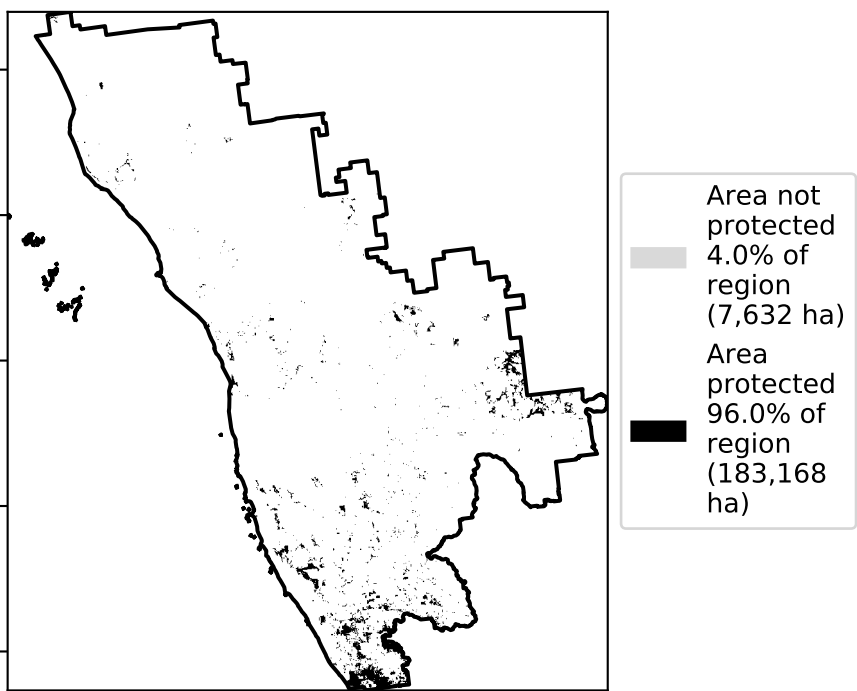 Area not
protected
4.0% of
region
(7,632 ha)
Area
protected
96.0% of
region
(183,168
ha)